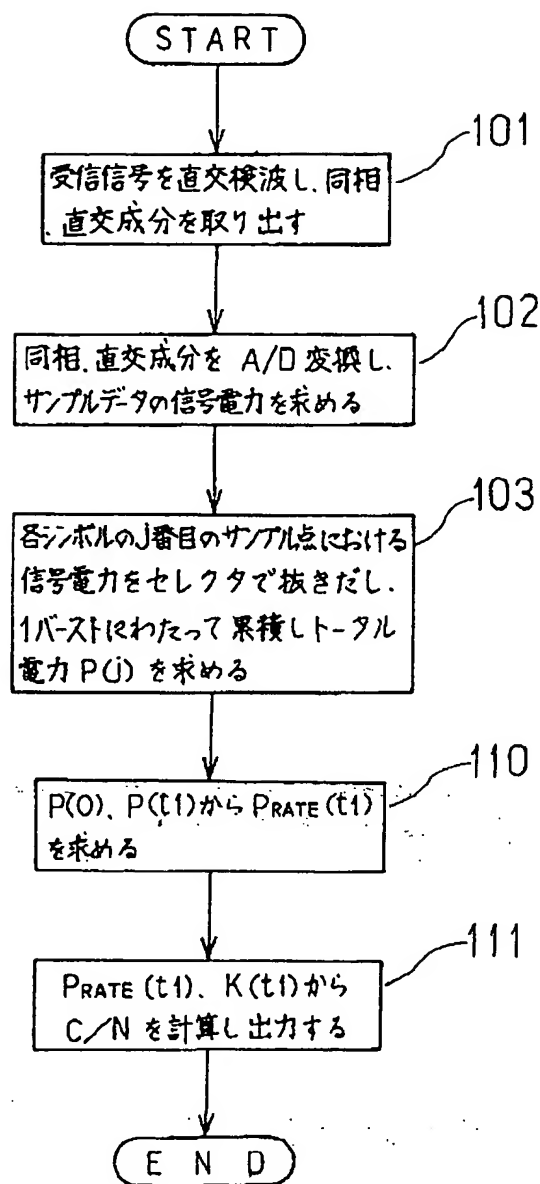 START
101
受信信号を直交検波し、同相
、直交成分を取り出す
102
同相、直交成分を A/D 変換し、
サンプルデータの信号電力を求める
103
各シンボルのj番目のサンプル点における
信号電力をセレクタで抜きだし、
1バーストにわたって累積しトータル
電力 P(j) を求める
110
P(0)、P(t1)から PRATE(t1)
を求める
111
PRATE(t1)、K(t1)から
C/N を計算し出力する
END